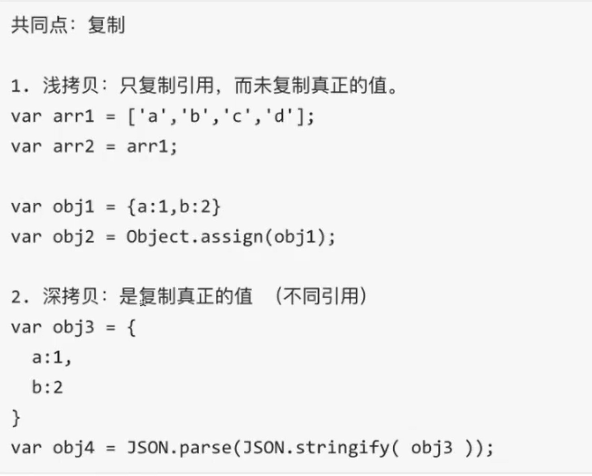 共同点：复制
1. 浅拷贝：只复制引用，而未复制真正的值。
var arr1 = ['a','b','c','d'];
var arr2 = arr1;
var obj1 = {a:1,b:2}
var obj2 = Object.assign(obj1);
2. 深拷贝：是复制真正的值 （不同引用）
var obj3 = {
  a:1,
  b:2
}
var obj4 = JSON.parse(JSON.stringify( obj3 ));